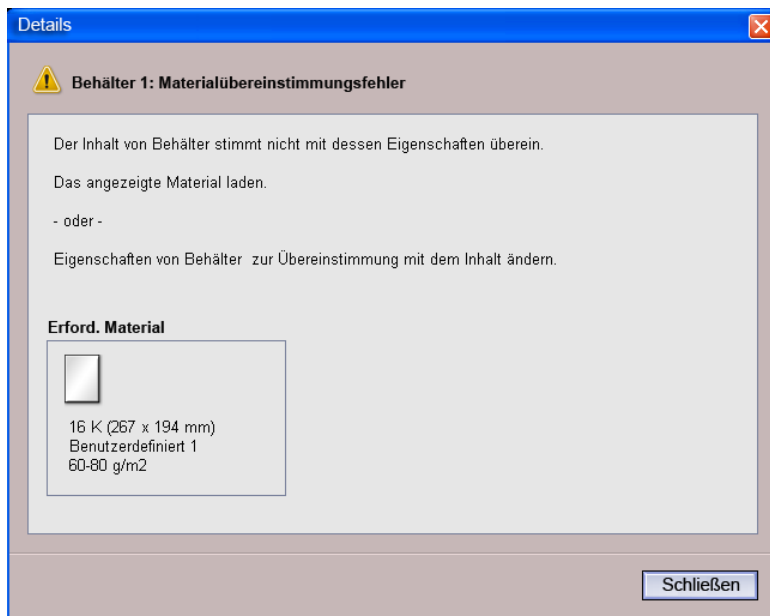 Details
Behälter 1: Materialübereinstimmungsfehler
Der Inhalt von Behälter stimmt nicht mit dessen Eigenschaften überein.
Das angezeigte Material laden.
- oder -
Eigenschaften von Behälter  zur Übereinstimmung mit dem Inhalt ändern.
Erford. Material
16 K (267 x 194 mm)
Benutzerdefiniert 1
60-80 g/m2
Schließen